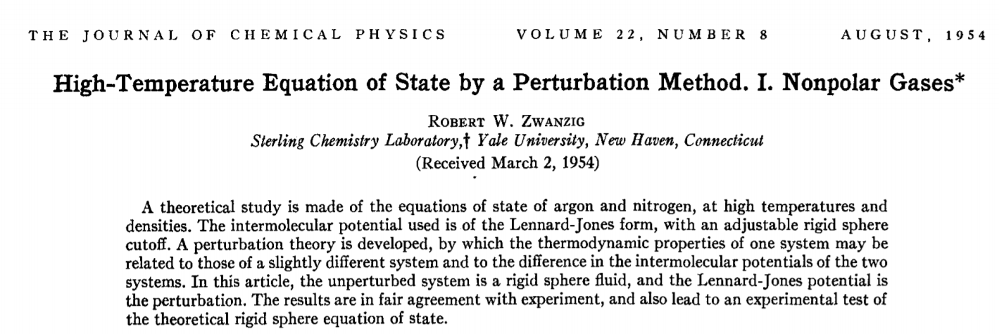 THE JOURNAL OF CHEMICAL PHYSICS VOLUME 22, NUMBER 8 AUGUST, 1954
High-Temperature Equation of State by a Perturbation Method. I. Nonpolar Gases*
ROBERT W. ZWANZIG
Sterling Chemistry Laboratory,† Yale University, New Haven, Connecticut
(Received March 2, 1954)
A theoretical study is made of the equations of state of argon and nitrogen, at high temperatures and
densities. The intermolecular potential used is of the Lennard-Jones form, with an adjustable rigid sphere
cutoff. A perturbation theory is developed, by which the thermodynamic properties of one system may be
related to those of a slightly different system and to the difference in the intermolecular potentials of the two
systems. In this article, the unperturbed system is a rigid sphere fluid, and the Lennard-Jones potential is
the perturbation. The results are in fair agreement with experiment, and also lead to an experimental test of
the theoretical rigid sphere equation of state.